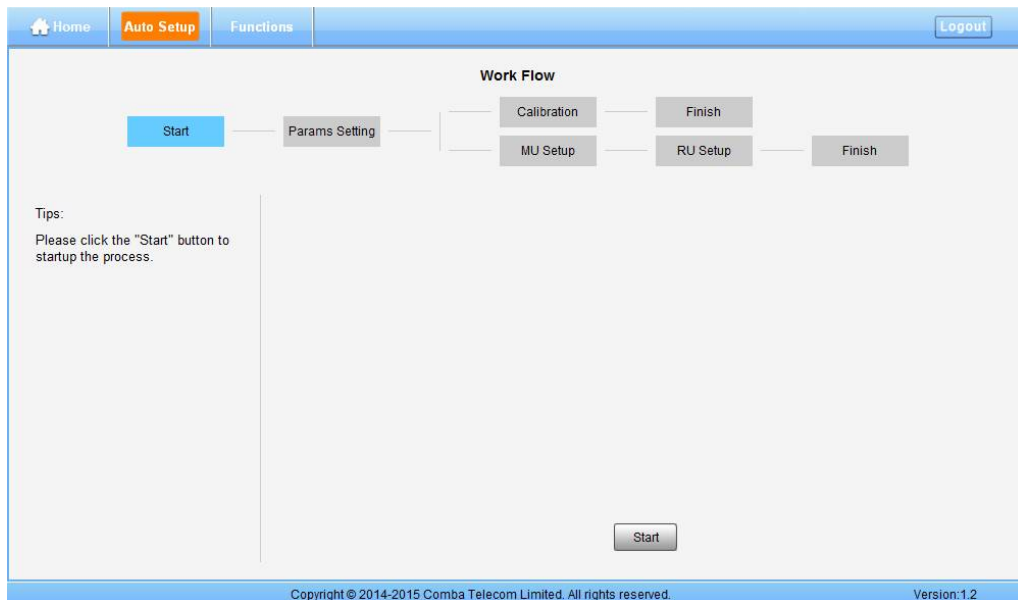 Home Auto Setup Functions Logout
Work Flow
Calibration Finish
Start Params Setting
MU Setup RU Setup Finish
Tips:
Please click the "Start" button to
startup the process.
Start
Copyright © 2014-2015 Comba Telecom Limited. All rights reserved. Version:1.2